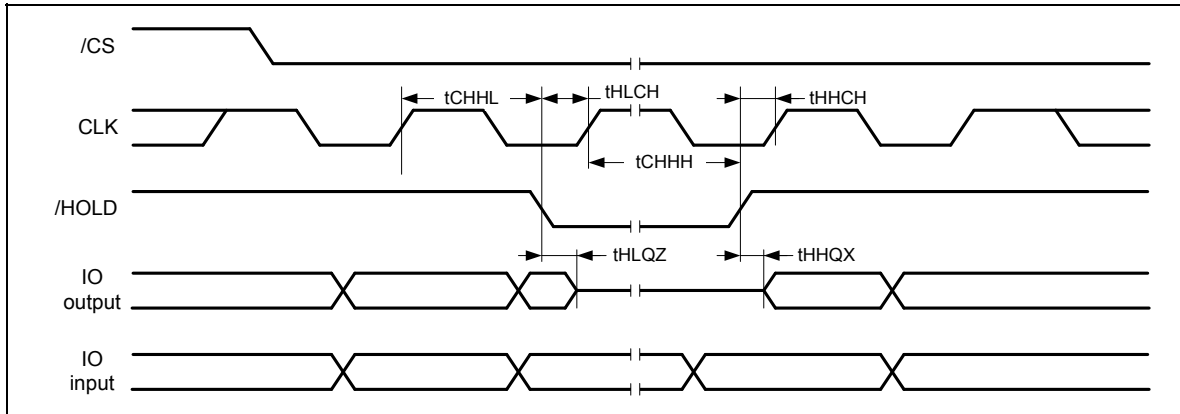 /CS
tCHHL
tHLCH
tHHCH
CLK
tCHHH
/HOLD
tHLQZ
tHHQX
IO
output
IO
input